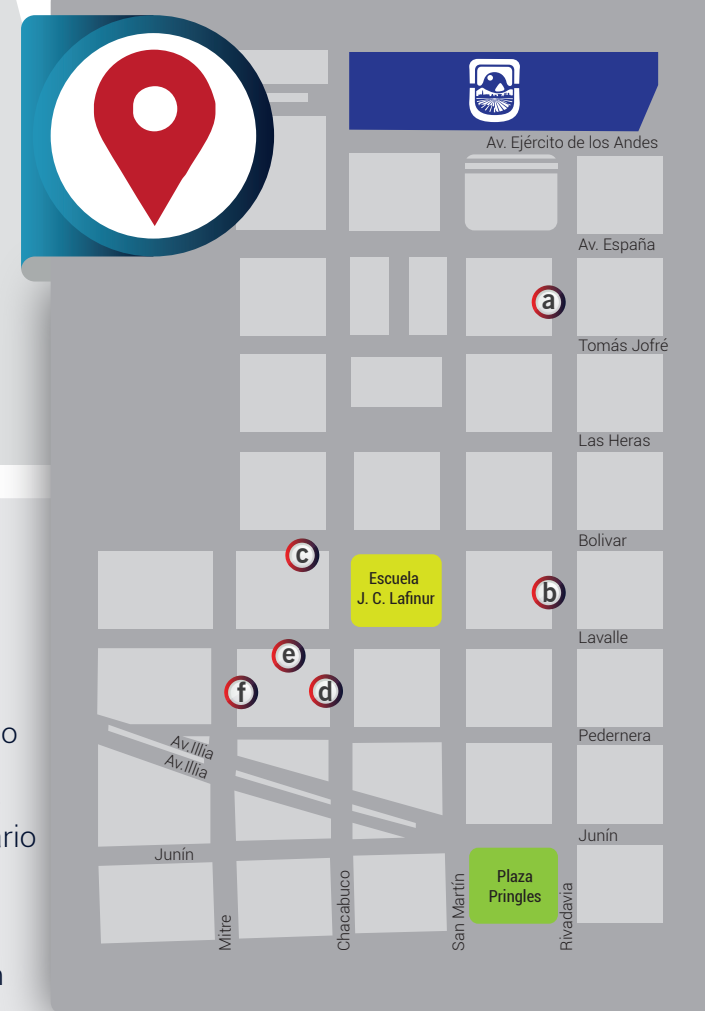 Av. Ejército de los Andes
Av. España
a
Tomás Jofré
Las Heras
Bolivar
c
Escuela
J. C. Lafinur
b
Lavalle
e
f
d
Pedernera
o
Av.Illia
Av.Illia
Junín
ario
Junín
Plaza
Pringles
Mitre
Chacabuco
San Martín
Rivadavia